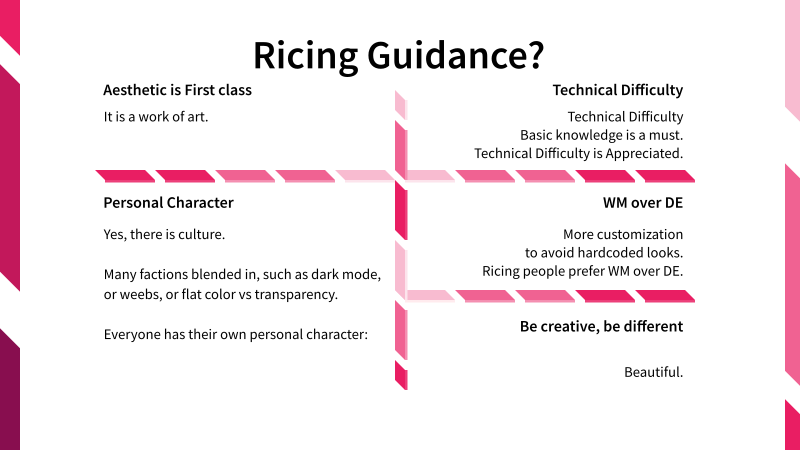 Ricing Guidance?
Aesthetic is First class
It is a work of art.
Technical Difficulty
Technical Difficulty
Basic knowledge is a must.
Technical Difficulty is Appreciated.
Personal Character
Yes, there is culture.
Many factions blended in, such as dark mode,
or weebs, or flat color vs transparency.
Everyone has their own personal character:
WM over DE
More customization
to avoid hardcoded looks.
Ricing people prefer WM over DE.
Be creative, be different
Beautiful.